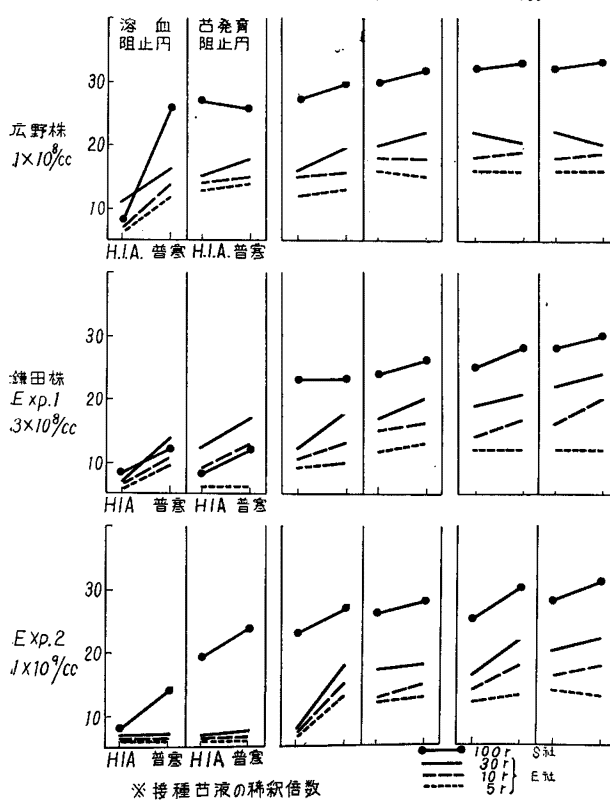 溶血
阻止円
苔発育
阻止円
30
20
10
広野株
1×10⁸/cc
H.I.A. 普寒 H.I.A. 普寒
30
20
10
鎌田株
Exp.1
3×10⁸/cc
HIA 普寒 HIA 普寒
30
20
10
Exp.2
1×10⁹/cc
HIA 普寒 HIA 普寒
100r S社
30r
10r } E社
5r
※接種苔液の稀釈倍数